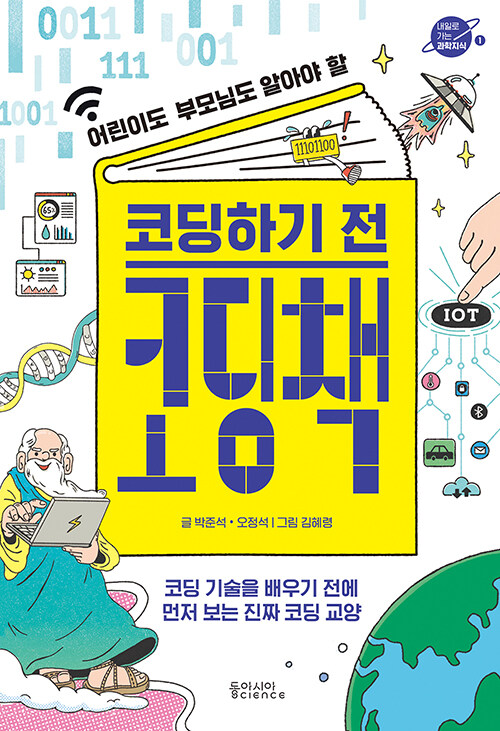 0011
111
001
1001
내일로
가는
과학지식
1
어린이도 부모님도 알아야 할
11101100
!
65%
코딩하기 전
코딩책
IOT
글 박준석 • 오정석 | 그림 김혜령
코딩 기술을 배우기 전에
먼저 보는 진짜 코딩 교양
동아시아
science